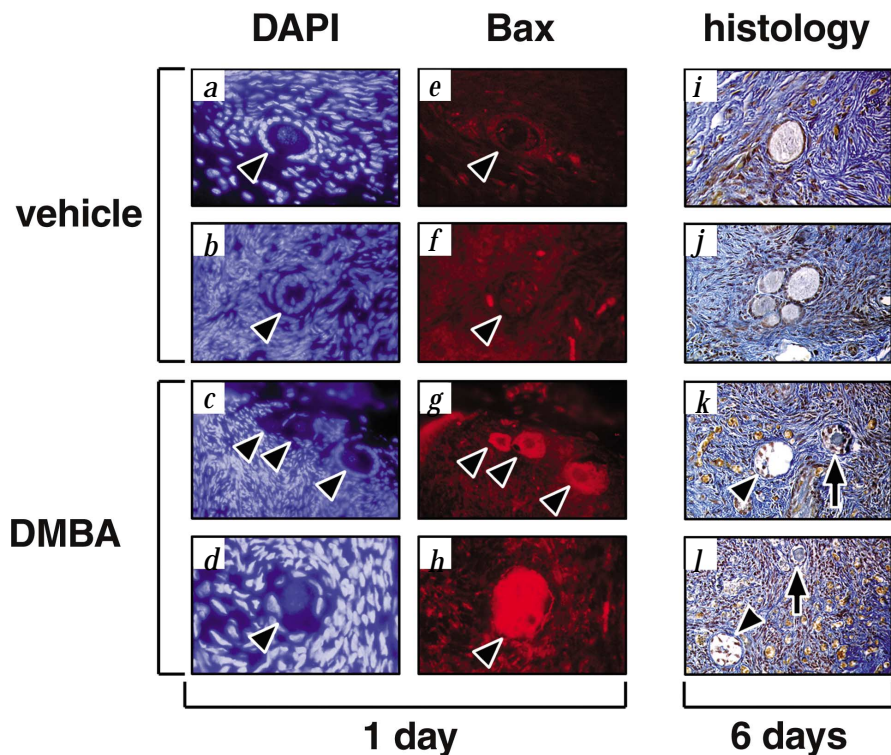 DAPI Bax histology
a e i
vehicle
b f j
c g k
DMBA
d h l
1 day 6 days